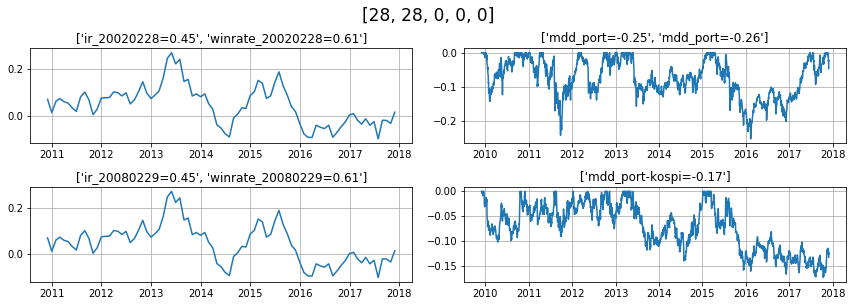 [28, 28, 0, 0, 0]
['ir_20020228=0.45', 'winrate_20020228=0.61']
0.2
0.0
2011 2012 2013 2014 2015 2016 2017 2018
['mdd_port=-0.25', 'mdd_port=-0.26']
0.0
−0.1
−0.2
2010 2011 2012 2013 2014 2015 2016 2017 2018
['ir_20080229=0.45', 'winrate_20080229=0.61']
0.2
0.0
2011 2012 2013 2014 2015 2016 2017 2018
['mdd_port-kospi=-0.17']
0.00
−0.05
−0.10
−0.15
2010 2011 2012 2013 2014 2015 2016 2017 2018